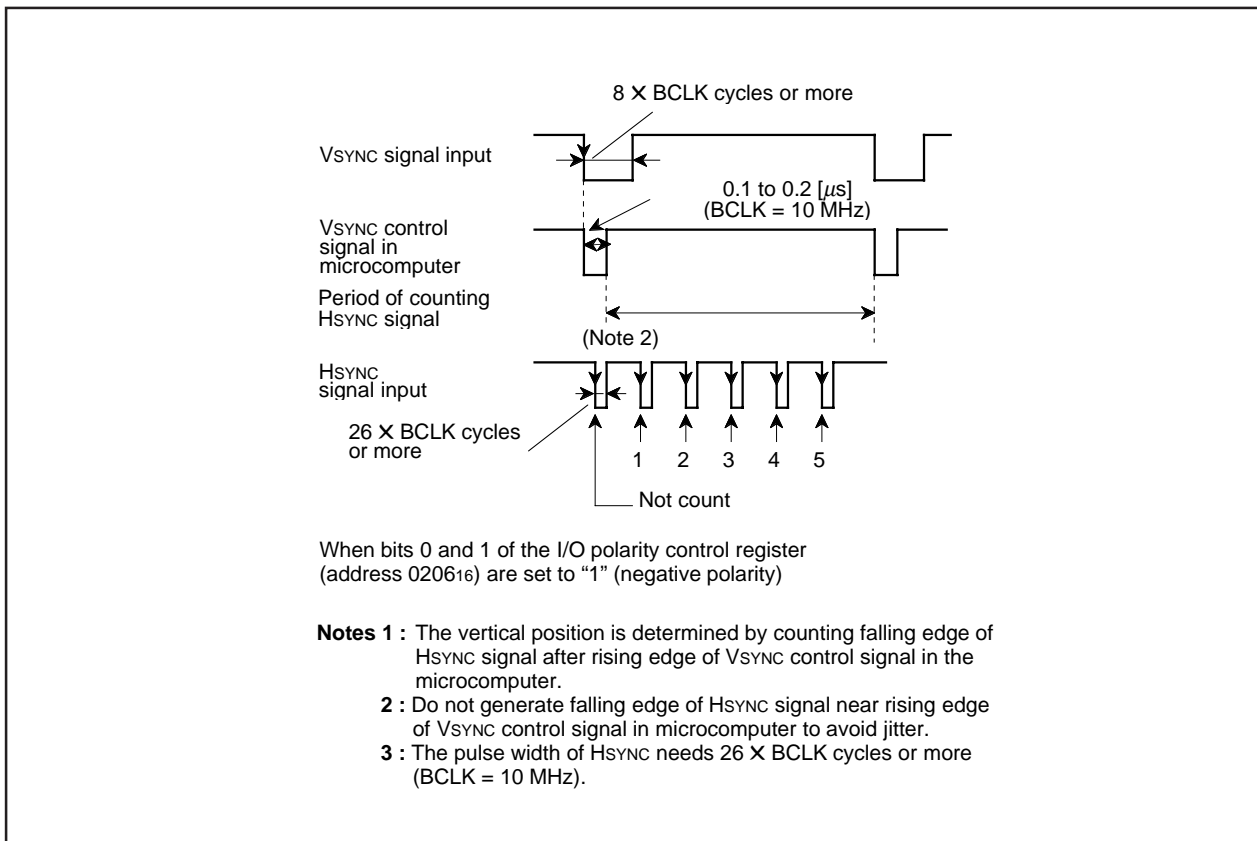 8 X BCLK cycles or more
VSYNC signal input
0.1 to 0.2 [μs]
(BCLK = 10 MHz)
VSYNC control
signal in
microcomputer
Period of counting
HSYNC signal
(Note 2)
HSYNC
signal input
26 X BCLK cycles
or more
1 2 3 4 5
Not count
When bits 0 and 1 of the I/O polarity control register
(address 020616) are set to “1” (negative polarity)
Notes 1 : The vertical position is determined by counting falling edge of
HSYNC signal after rising edge of VSYNC control signal in the
microcomputer.
2 : Do not generate falling edge of HSYNC signal near rising edge
of VSYNC control signal in microcomputer to avoid jitter.
3 : The pulse width of HSYNC needs 26 X BCLK cycles or more
(BCLK = 10 MHz).